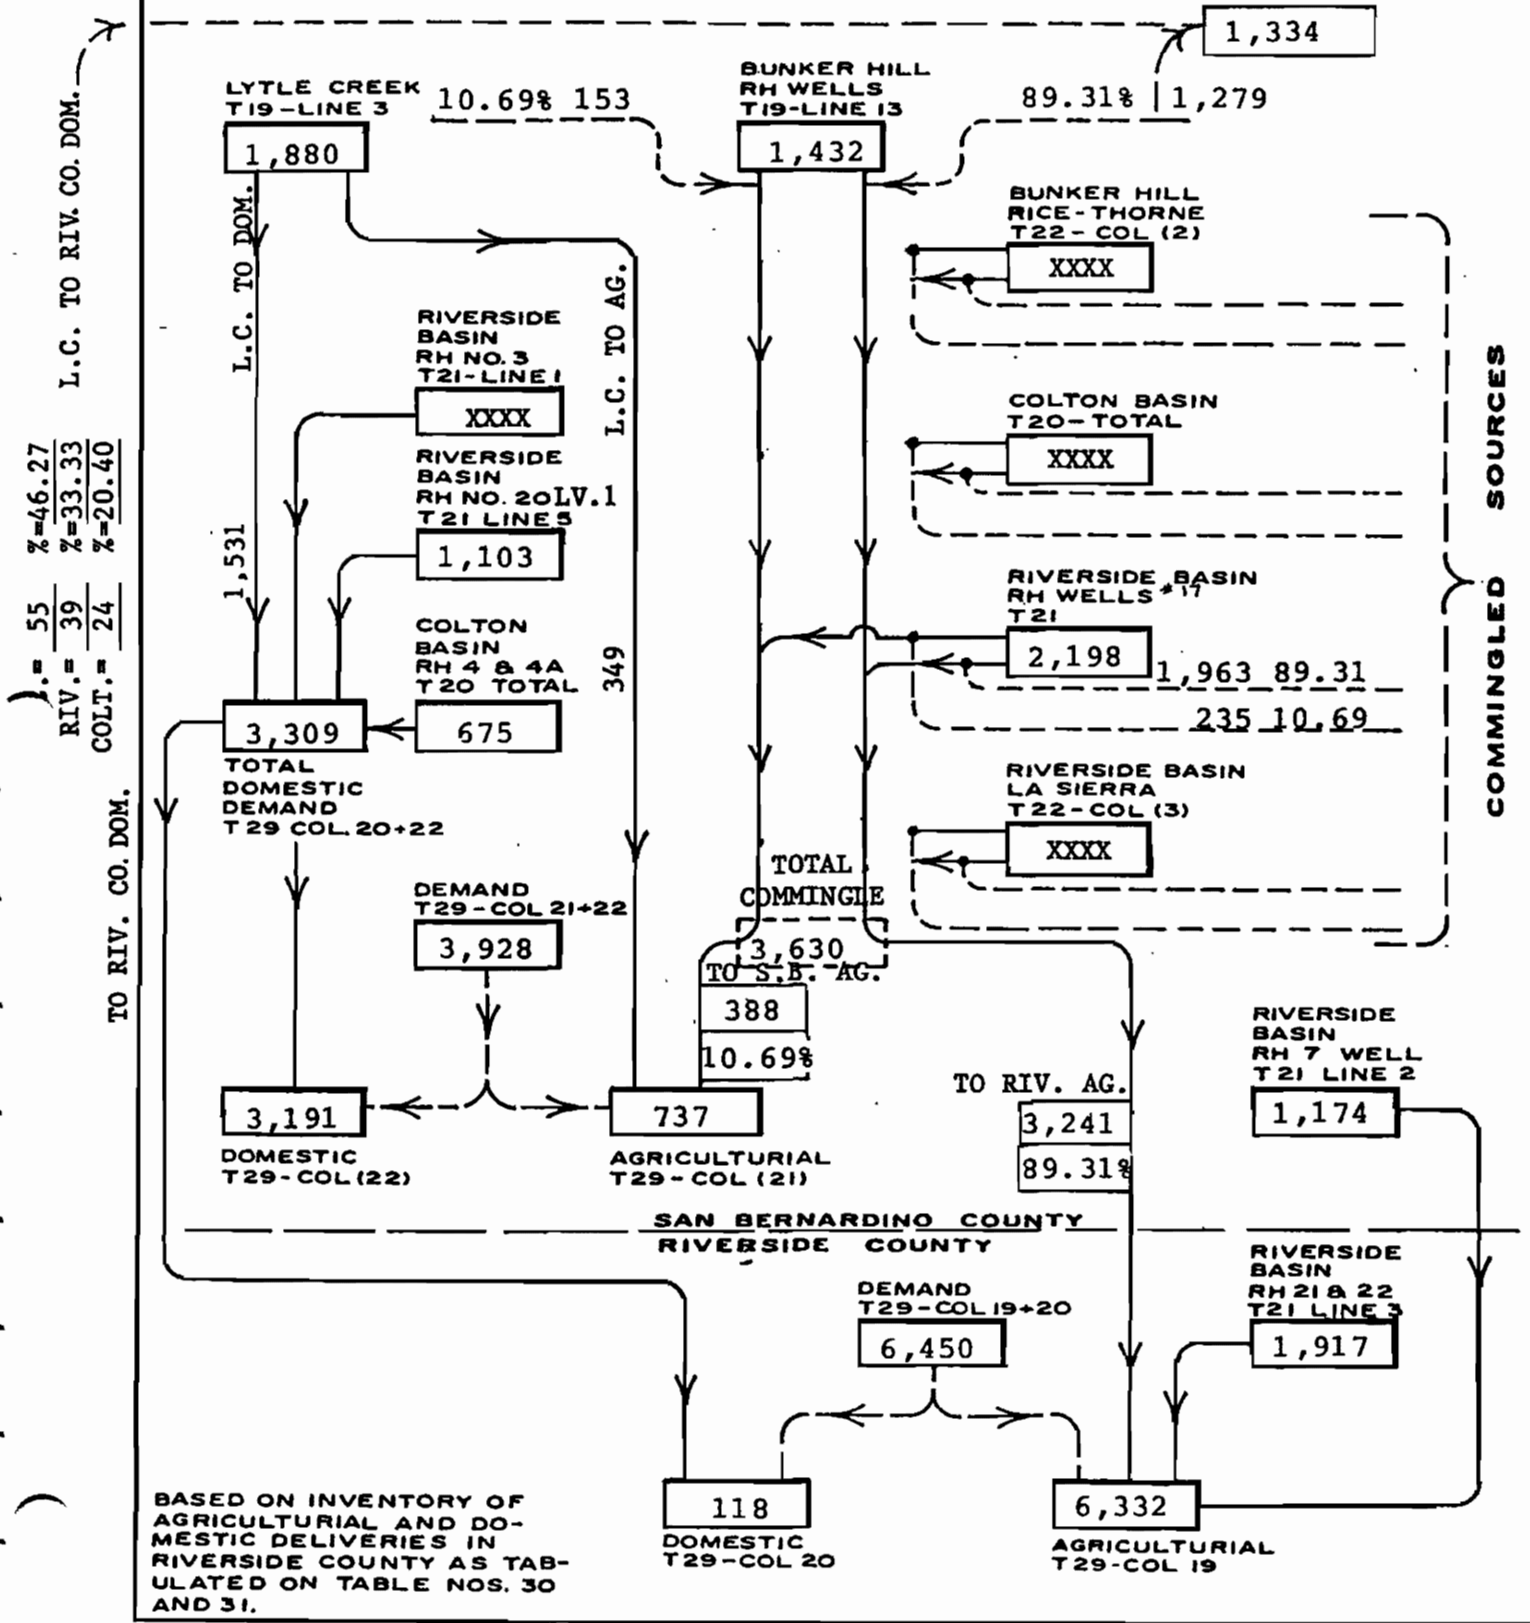 1,334
LYTLE CREEK
T19-LINE 3
1,880
10.69% 153
BUNKER HILL
RH WELLS
T19-LINE 13
1,432
89.31% 1,279
BUNKER HILL
RICE-THORNE
T22-COL (2)
XXXX
L.C. TO RIV. CO. DOM.
L.C. TO DOM.
1,531
L.C. TO AG.
349
RIVERSIDE
BASIN
RH NO. 3
T21-LINE 1
XXXX
RIVERSIDE
BASIN
RH NO. 20 LV.1
T21 LINE 5
1,103
COLTON BASIN
T20-TOTAL
XXXX
COMMINGLED SOURCES
.= 55 %=46.27
RIV.= 39 %=33.33
COLT.= 24 %=20.40
RIVERSIDE BASIN
RH WELLS #17
T21
2,198
1,963 89.31
235 10.69
COLTON
BASIN
RH 4 & 4A
T20 TOTAL
675
3,309
TOTAL
DOMESTIC
DEMAND
T29 COL. 20+22
RIVERSIDE BASIN
LA SIERRA
T22-COL (3)
XXXX
TO RIV. CO. DOM.
DEMAND
T29-COL 21+22
3,928
TOTAL
COMMINGLE
3,630
TO S.B. AG.
388
10.69%
3,191
DOMESTIC
T29-COL (22)
737
AGRICULTURIAL
T29-COL (21)
TO RIV. AG.
3,241
89.31%
RIVERSIDE
BASIN
RH 7 WELL
T21 LINE 2
1,174
SAN BERNARDINO COUNTY
RIVERSIDE COUNTY
DEMAND
T29-COL 19+20
6,450
RIVERSIDE
BASIN
RH 21 & 22
T21 LINE 3
1,917
118
DOMESTIC
T29-COL 20
6,332
AGRICULTURIAL
T29-COL 19
BASED ON INVENTORY OF
AGRICULTURIAL AND DO-
MESTIC DELIVERIES IN
RIVERSIDE COUNTY AS TAB-
ULATED ON TABLE NOS. 30
AND 31.